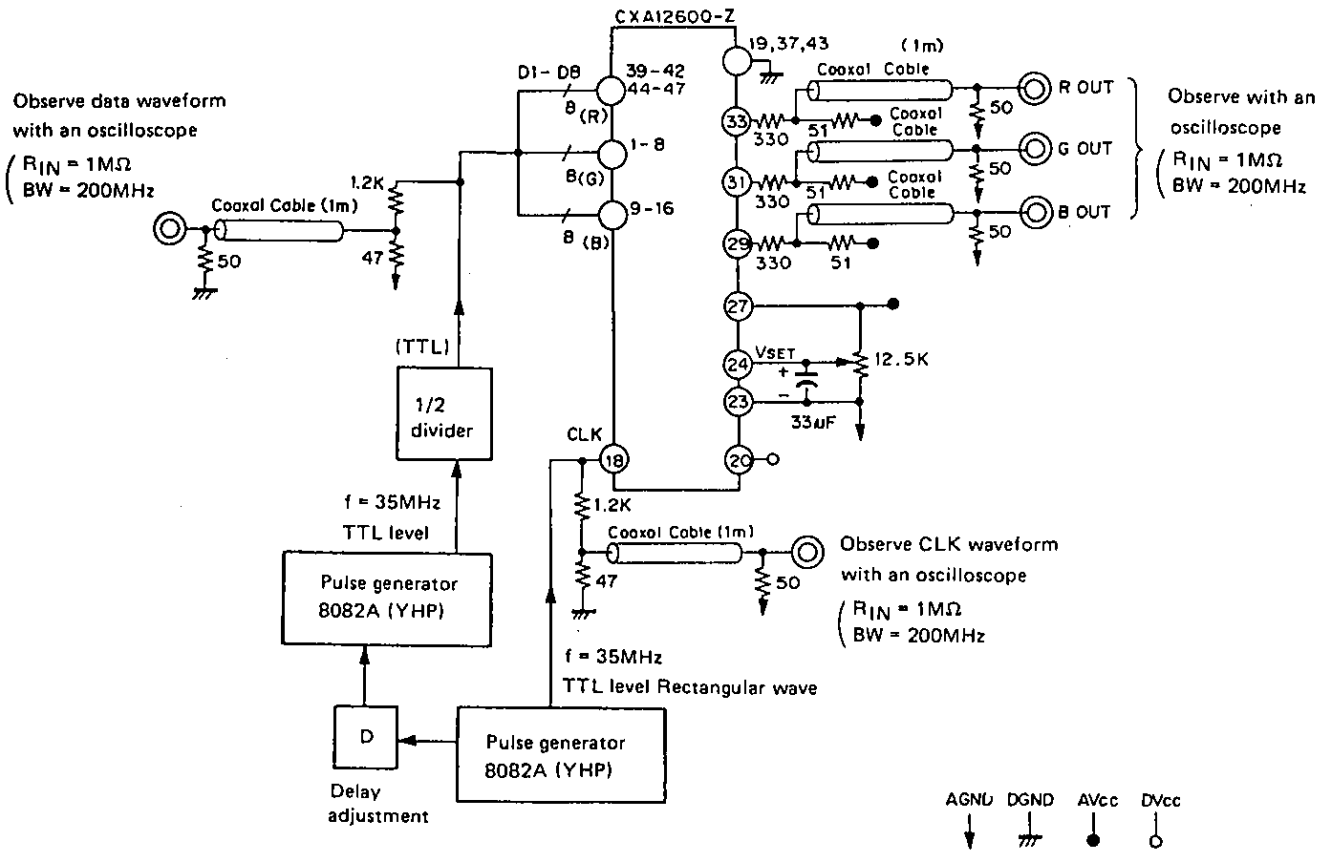 CXA1260Q-Z
Observe data waveform
with an oscilloscope
RIN = 1MΩ
BW = 200MHz
Coaxal Cable (1m)
50
1.2K
47
D1-D8
8 (R)
8(G)
8 (B)
39-42
44-47
1-8
9-16
19,37,43
33
31
29
27
24
23
20
18
CLK
(1m)
Coaxal Cable
330
51
50
R OUT
Coaxal
Cable
330
51
50
G OUT
Coaxal
Cable
330
51
50
B OUT
Observe with an
oscilloscope
RIN = 1MΩ
BW = 200MHz
VSET
+
-
33µF
12.5K
(TTL)
1/2
divider
f = 35MHz
TTL level
Pulse generator
8082A (YHP)
D
Delay
adjustment
Pulse generator
8082A (YHP)
f = 35MHz
TTL level Rectangular wave
1.2K
47
Coaxal Cable (1m)
50
Observe CLK waveform
with an oscilloscope
RIN = 1MΩ
BW = 200MHz
AGND DGND AVcc DVcc